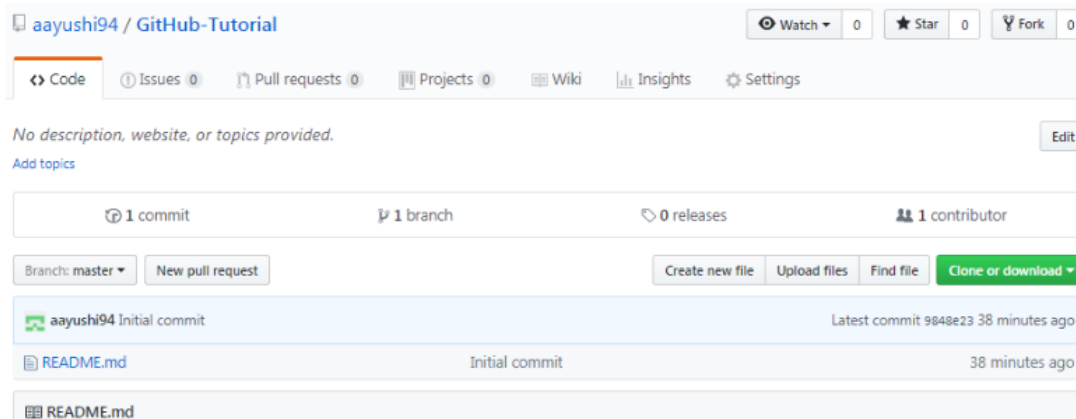 aayushi94 / GitHub-Tutorial Watch 0 Star 0 Fork 0
Code Issues 0 Pull requests 0 Projects 0 Wiki Insights Settings
No description, website, or topics provided. Edit
Add topics
1 commit 1 branch 0 releases 1 contributor
Branch: master New pull request Create new file Upload files Find file Clone or download
aayushi94 Initial commit Latest commit 9848e23 38 minutes ago
README.md Initial commit 38 minutes ago
README.md